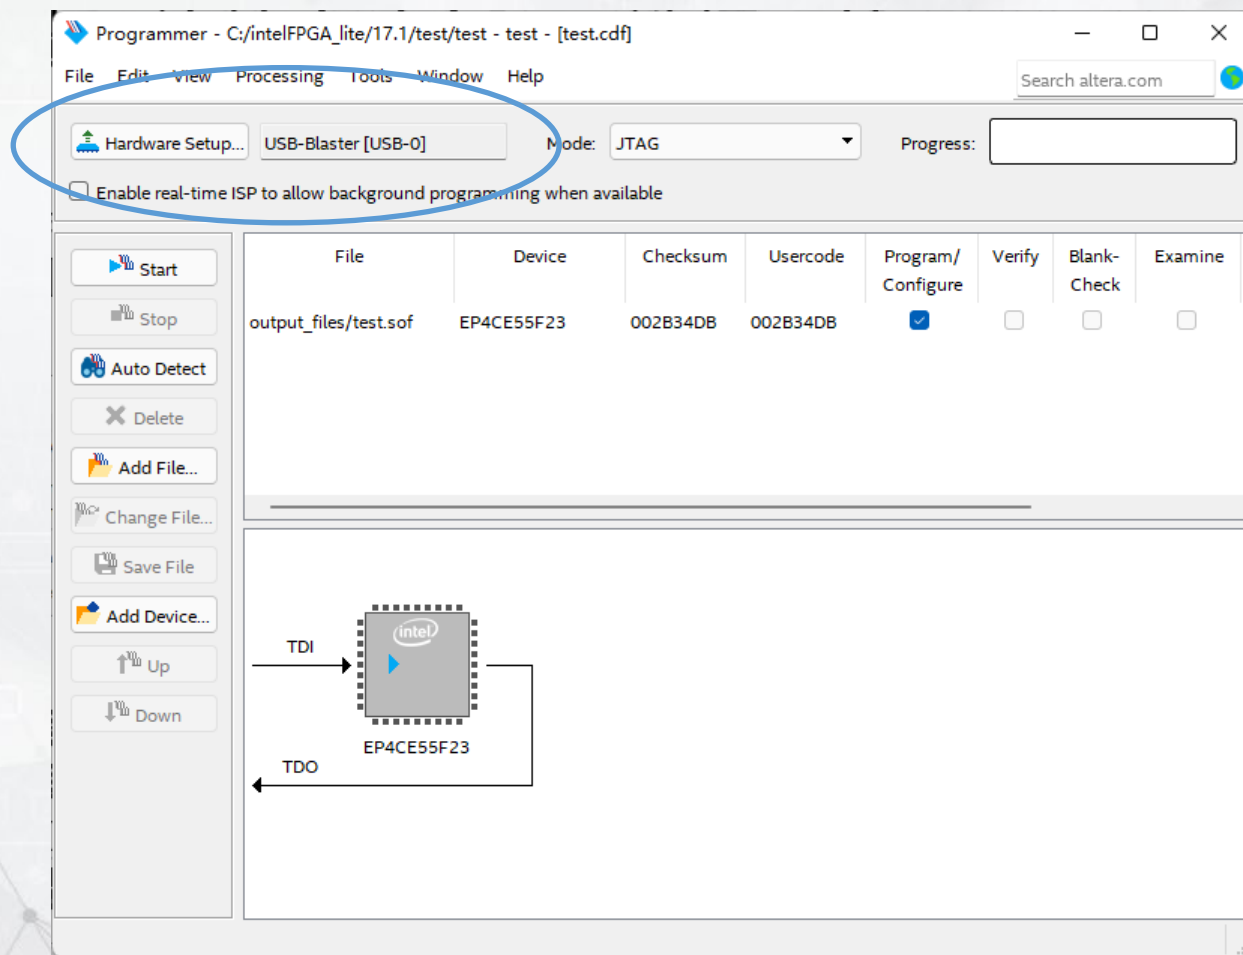 Programmer - C:/intelFPGA_lite/17.1/test/test - test - [test.cdf]
File Edit View Processing Tools Window Help
Search altera.com
Hardware Setup... USB-Blaster [USB-0] Mode: JTAG Progress:
Enable real-time ISP to allow background programming when available
Start
Stop
Auto Detect
Delete
Add File...
Change File...
Save File
Add Device...
Up
Down
File Device Checksum Usercode Program/ Verify Blank- Examine
Configure Check
output_files/test.sof EP4CE55F23 002B34DB 002B34DB
intel
TDI
EP4CE55F23
TDO